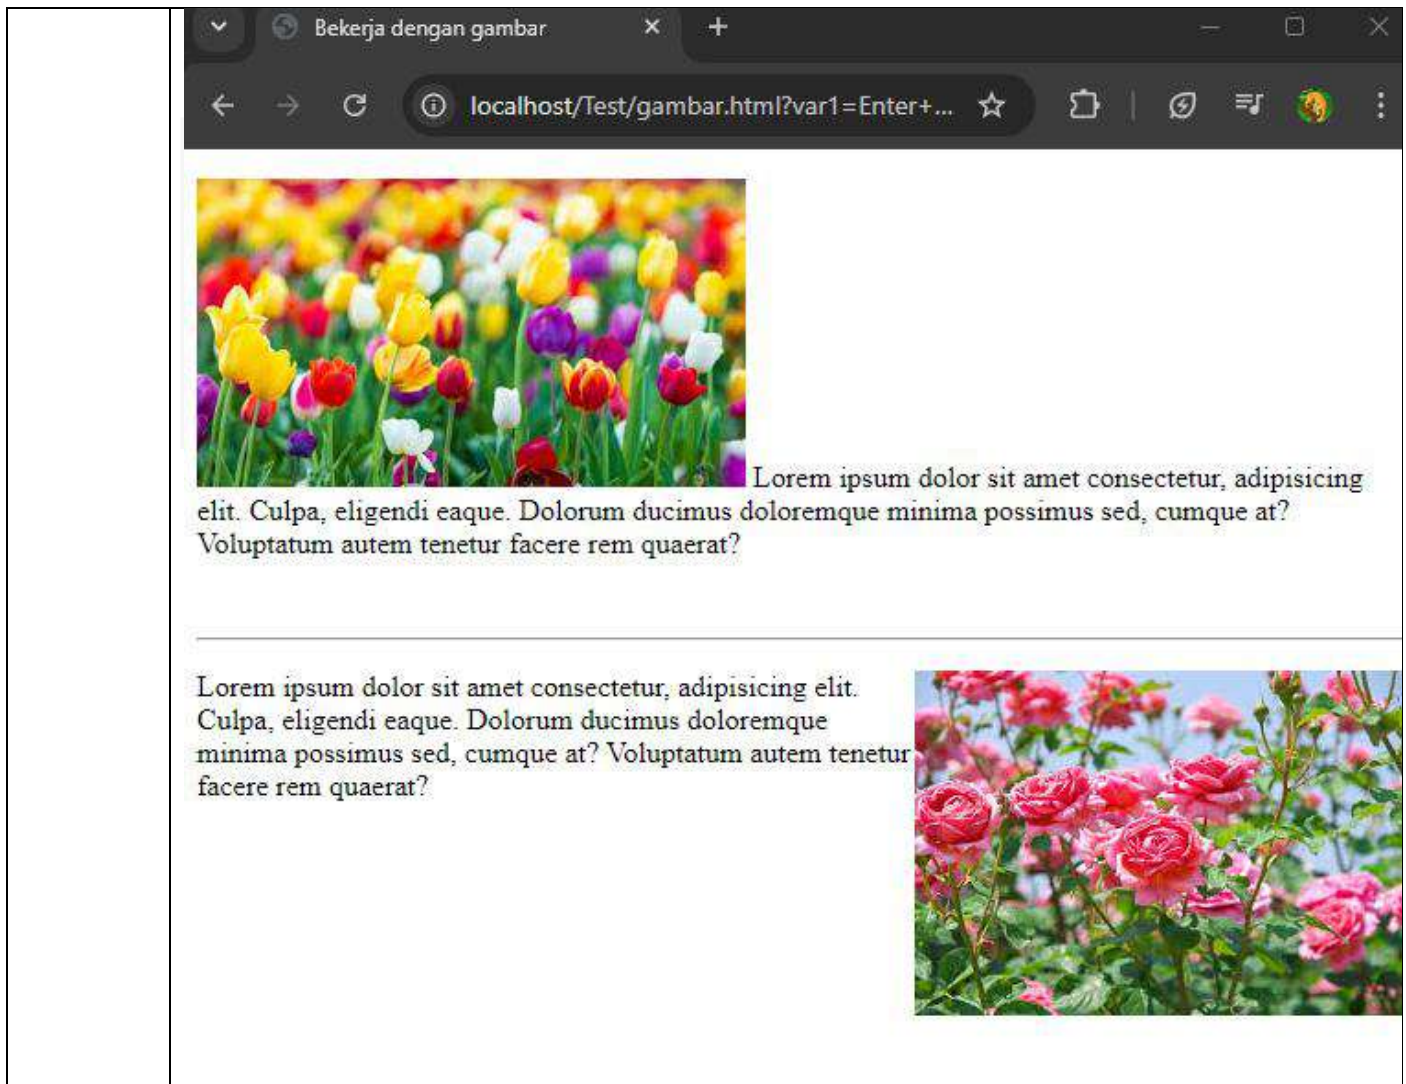 Bekerja dengan gambar
localhost/Test/gambar.html?var1=Enter+...
Lorem ipsum dolor sit amet consectetur, adipisicing
elit. Culpa, eligendi eaque. Dolorum ducimus doloremque minima possimus sed, cumque at?
Voluptatum autem tenetur facere rem quaerat?
Lorem ipsum dolor sit amet consectetur, adipisicing elit.
Culpa, eligendi eaque. Dolorum ducimus doloremque
minima possimus sed, cumque at? Voluptatum autem tenetur
facere rem quaerat?